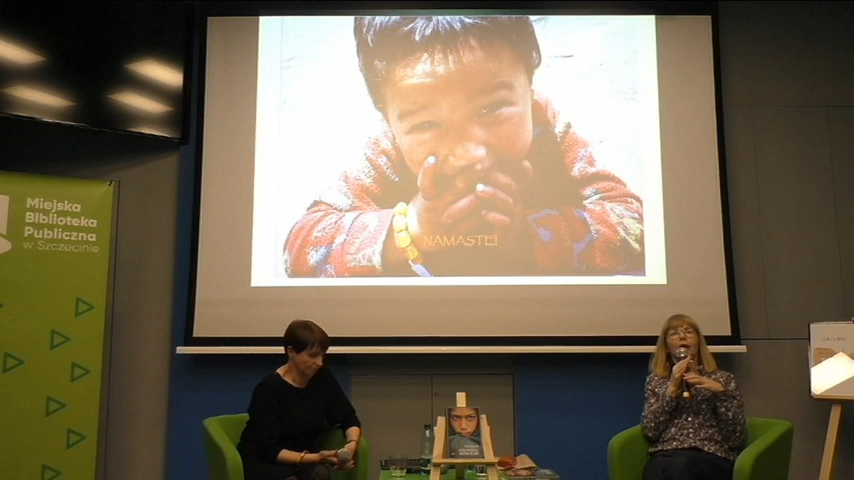 Miejska
Biblioteka
Publiczna
w Szczecinie
NAMASTE!